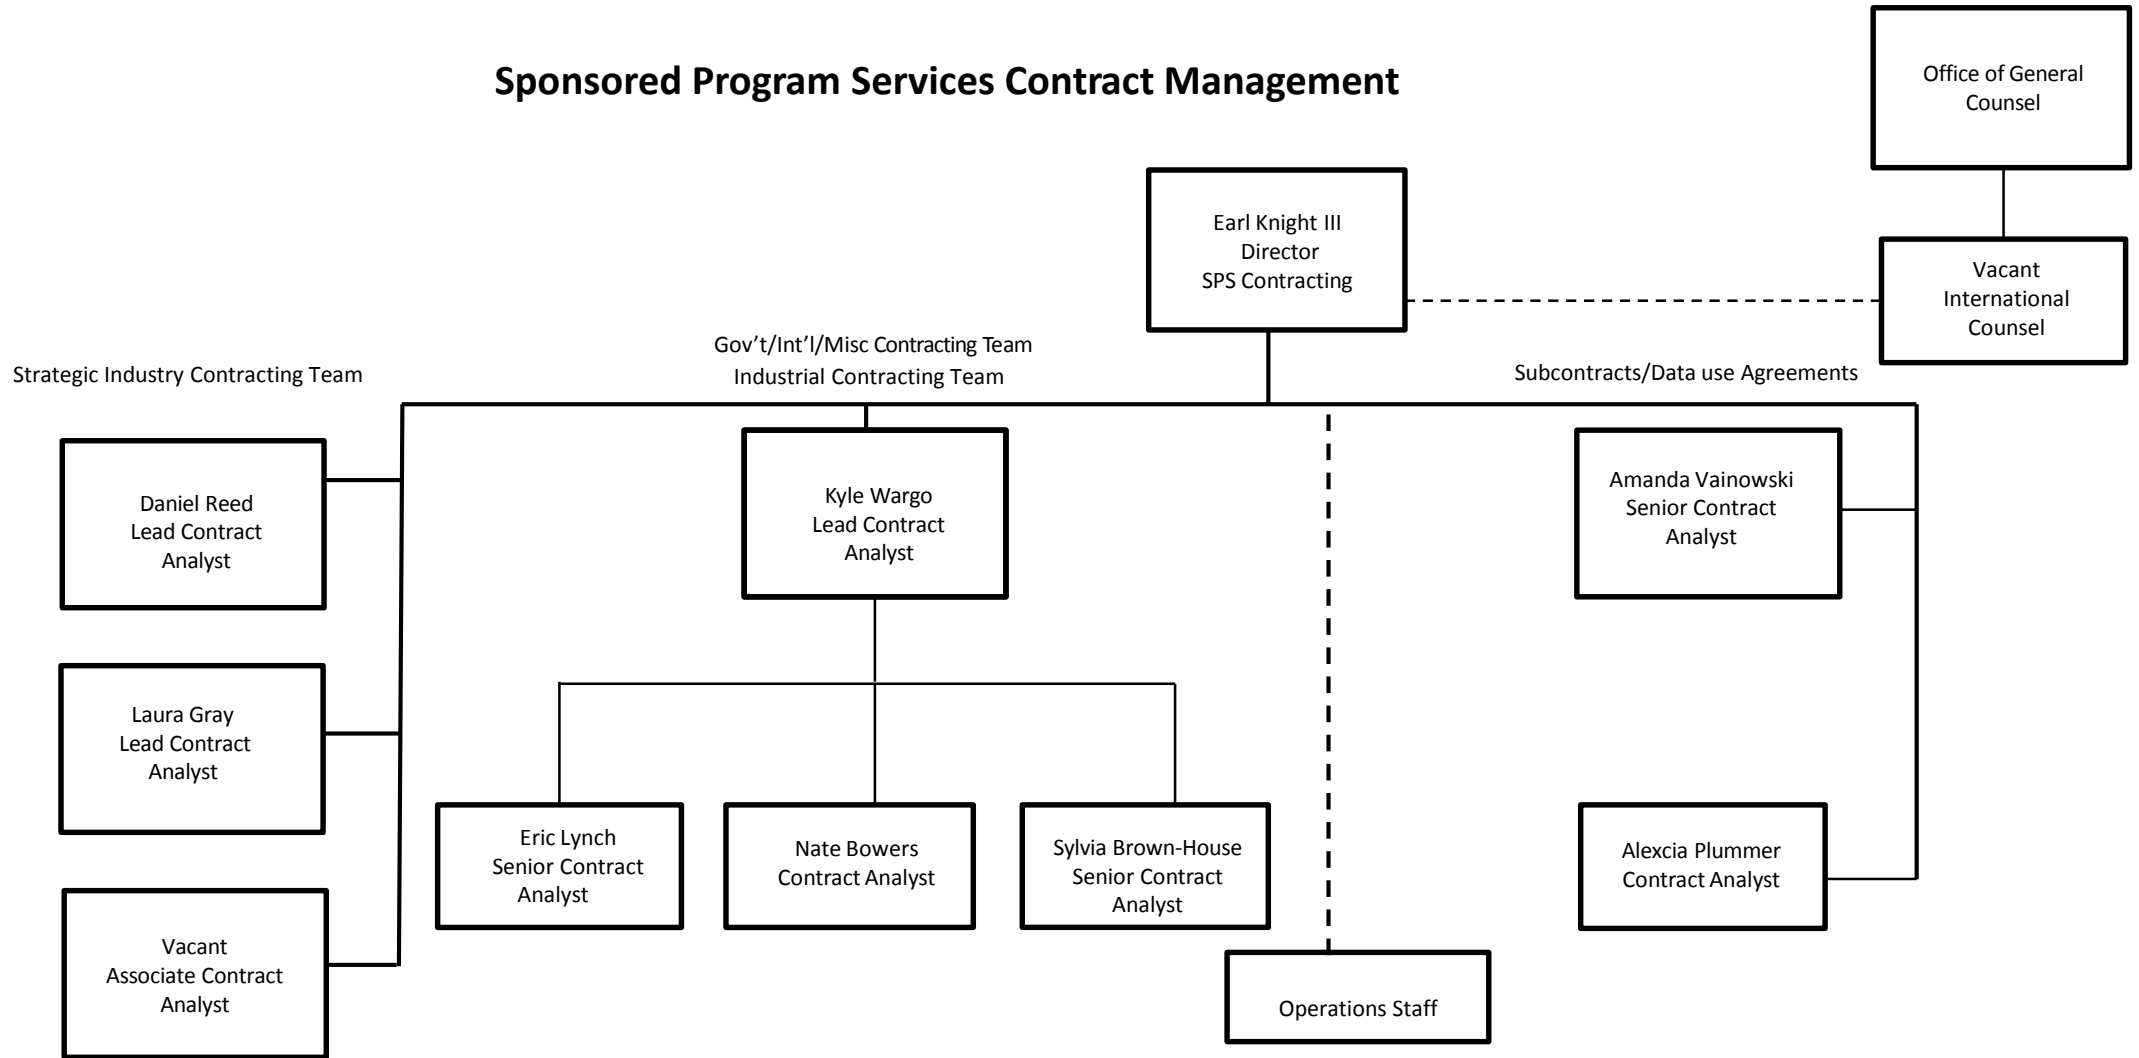 Sponsored Program Services Contract Management
Office of General
Counsel
Earl Knight III
Director
SPS Contracting
Vacant
International
Counsel
Strategic Industry Contracting Team
Gov’t/Int’l/Misc Contracting Team
Industrial Contracting Team
Subcontracts/Data use Agreements
Daniel Reed
Lead Contract
Analyst
Kyle Wargo
Lead Contract
Analyst
Amanda Vainowski
Senior Contract
Analyst
Laura Gray
Lead Contract
Analyst
Eric Lynch
Senior Contract
Analyst
Nate Bowers
Contract Analyst
Sylvia Brown-House
Senior Contract
Analyst
Alexcia Plummer
Contract Analyst
Vacant
Associate Contract
Analyst
Operations Staff